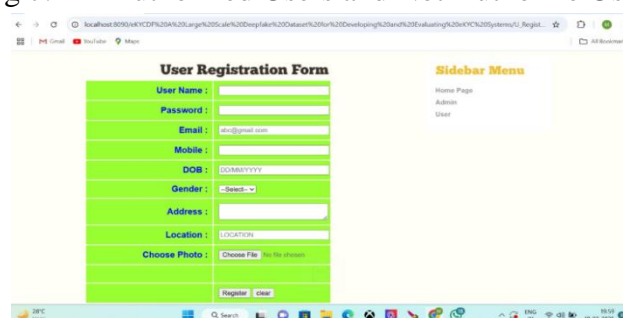 localhost:8090/eKYCDF%20A%20Large%20Scale%20Deepfake%20Dataset%20for%20Developing%20and%20Evaluating%20eKYC%20Systems/U_Regist..
M Gmail YouTube Maps All Bookmar
User Registration Form
Sidebar Menu
User Name :
Home Page
Password :
Admin
User
Email : abc@gmail.com
Mobile :
DOB : DD/MM/YYYY
Gender : --Select--
Address :
Location : LOCATION
Choose Photo : Choose File No file chosen
Register clear
28°C
Search
ENG